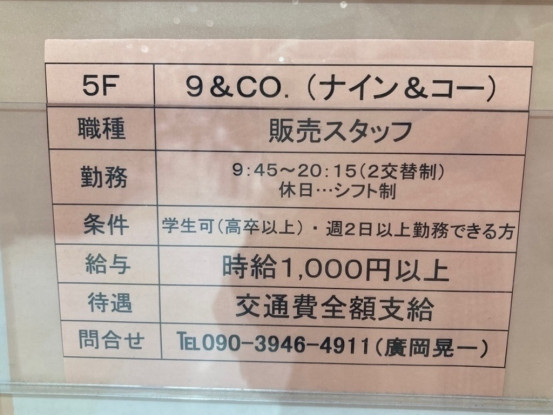 5F ９＆CO．（ナイン＆コー）
職種 販売スタッフ
勤務 ９：４５～２０：１５（２交替制）
休日…シフト制
条件 学生可（高卒以上）・週２日以上勤務できる方
給与 時給１,０００円以上
待遇 交通費全額支給
問合せ ℡090-3946-4911（廣岡晃一）